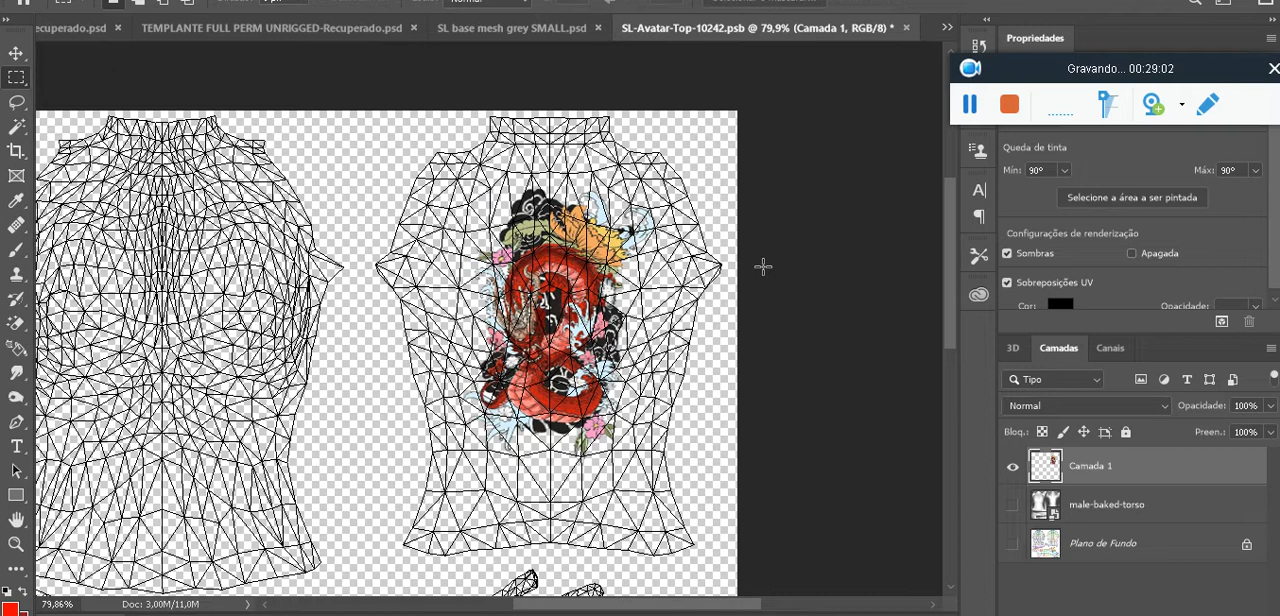 Normal
ecuperado.psd × TEMPLANTE FULL PERM UNRIGGED-Recuperado.psd × SL base mesh grey SMALL.psd × SL-Avatar-Top-10242.psb @ 79,9% (Camada 1, RGB/8) * ×
Propriedades
Gravando... 00:29:02
Queda de tinta
Mín: 90° Máx: 90°
Selecione a área a ser pintada
Configurações de renderização
Sombras Apagada
Sobreposições UV
Cor: Opacidade:
3D Camadas Canais
Tipo
Normal Opacidade: 100%
Bloq.: Preen.: 100%
Camada 1
male-baked-torso
Plano de Fundo
79,86% Doc: 3,00M/11,0M